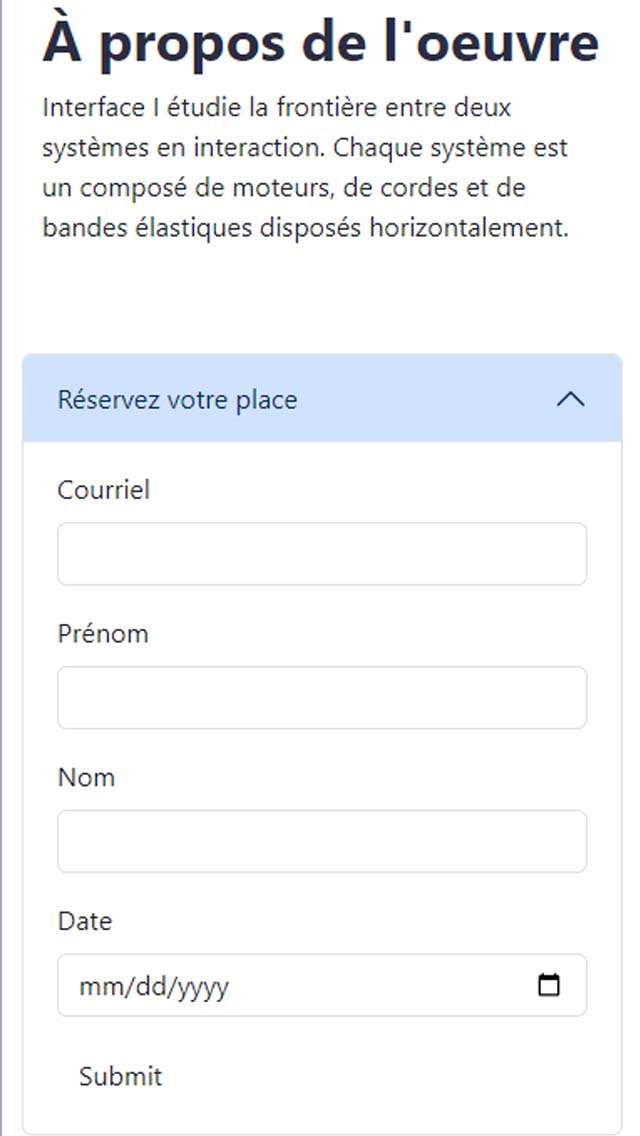 À propos de l'oeuvre
Interface I étudie la frontière entre deux
systèmes en interaction. Chaque système est
un composé de moteurs, de cordes et de
bandes élastiques disposés horizontalement.
Réservez votre place
Courriel
Prénom
Nom
Date
mm/dd/yyyy
Submit